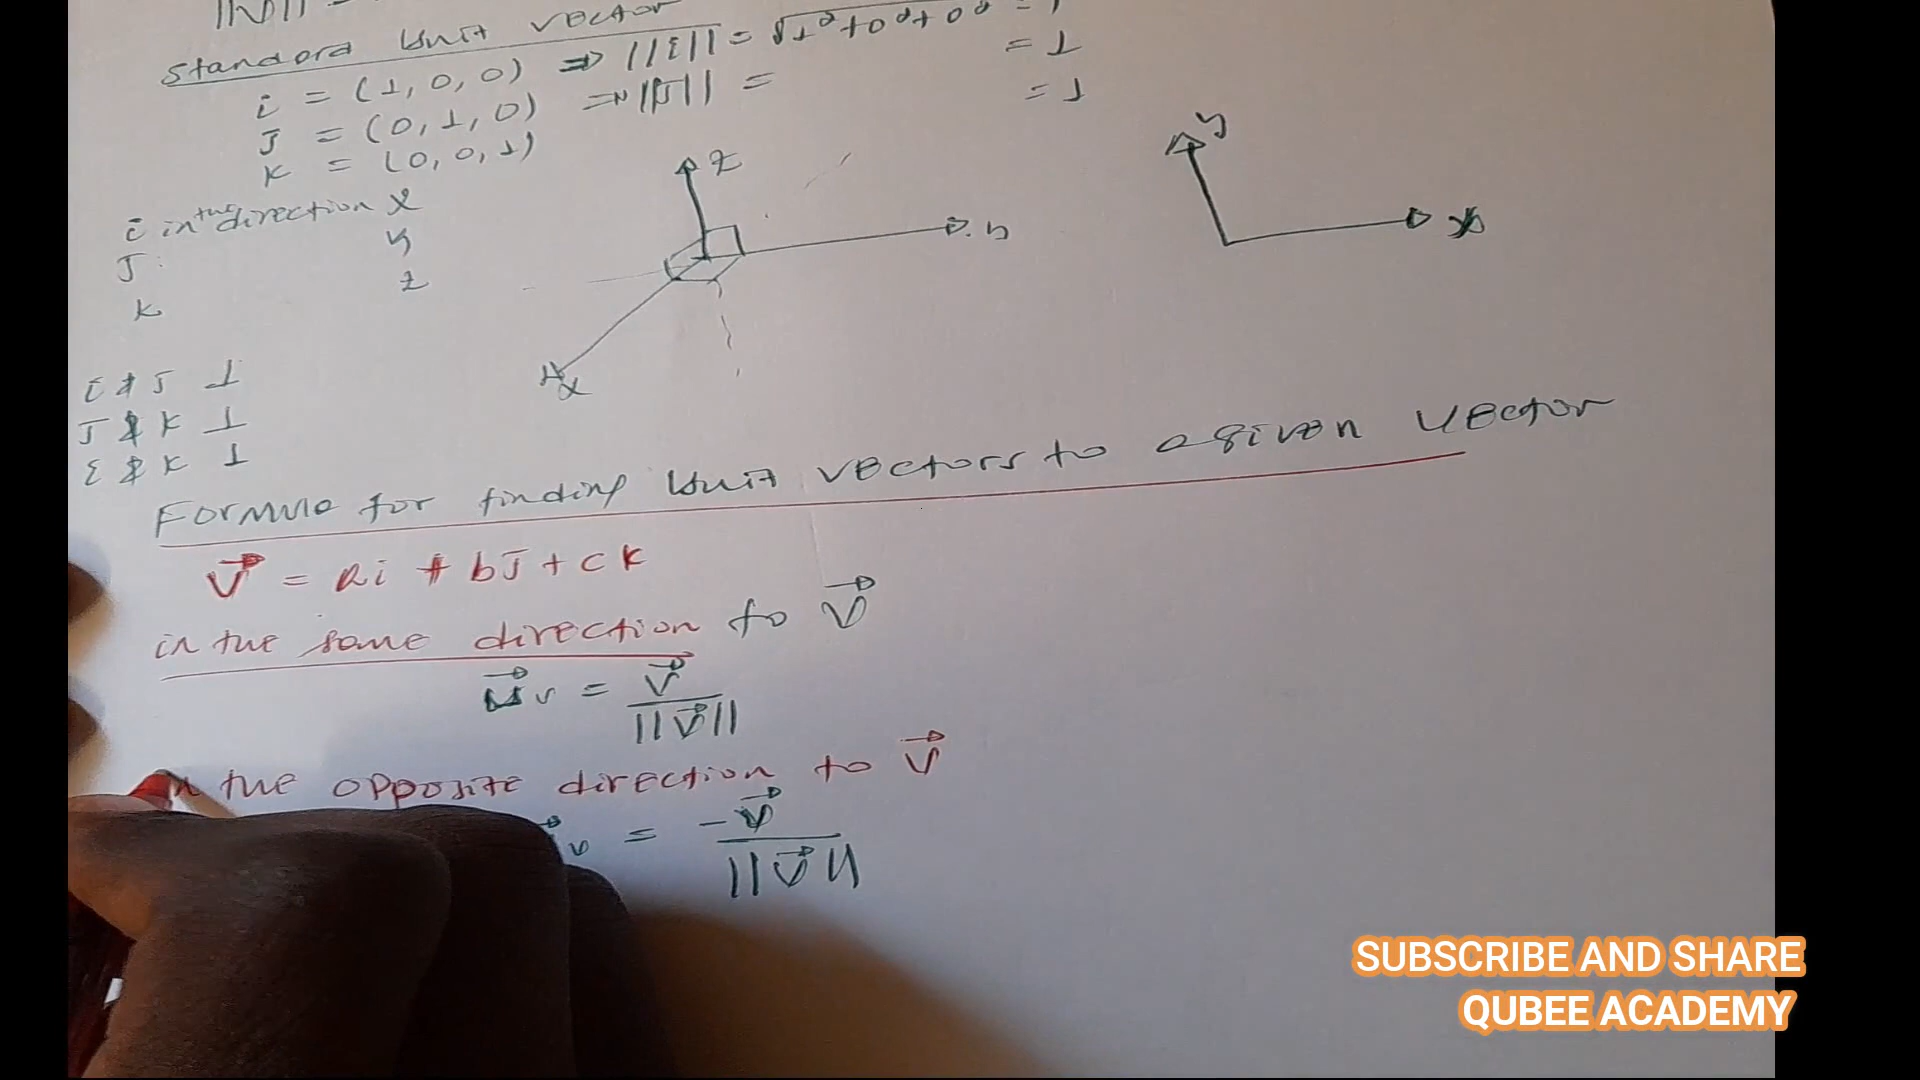 Standard Unit Vector
i = (1, 0, 0) ⇒ ||i|| = √1²+0²+0²
= 1
J = (0, 1, 0) ⇒ ||J|| =
= 1
K = (0, 0, 1)
i in the direction x
J y
K z
z
y
x
y
x
i & J ⊥
J & K ⊥
i & K ⊥
Formula for finding Unit Vectors to a given Vector
V = ai + bJ + ck
in the same direction to V
u v = V
||V||
the opposite direction to V
v = -V
||V||
SUBSCRIBE AND SHARE
QUBEE ACADEMY